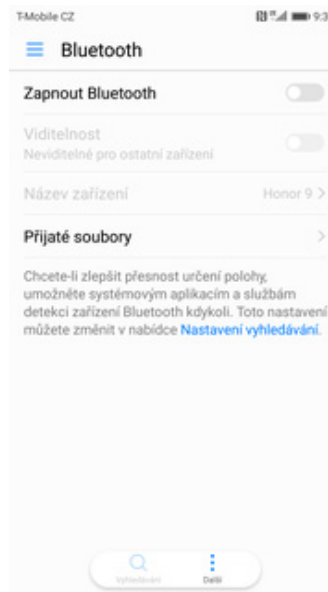 T-Mobile CZ 9:3
Bluetooth
Zapnout Bluetooth
Viditelnost
Neviditelné pro ostatní zařízení
Název zařízení Honor 9
Přijaté soubory
Chcete-li zlepšit přesnost určení polohy,
umožněte systémovým aplikacím a službám
detekci zařízení Bluetooth kdykoli. Toto nastavení
můžete změnit v nabídce Nastavení vyhledávání.
Vyhledávání Další